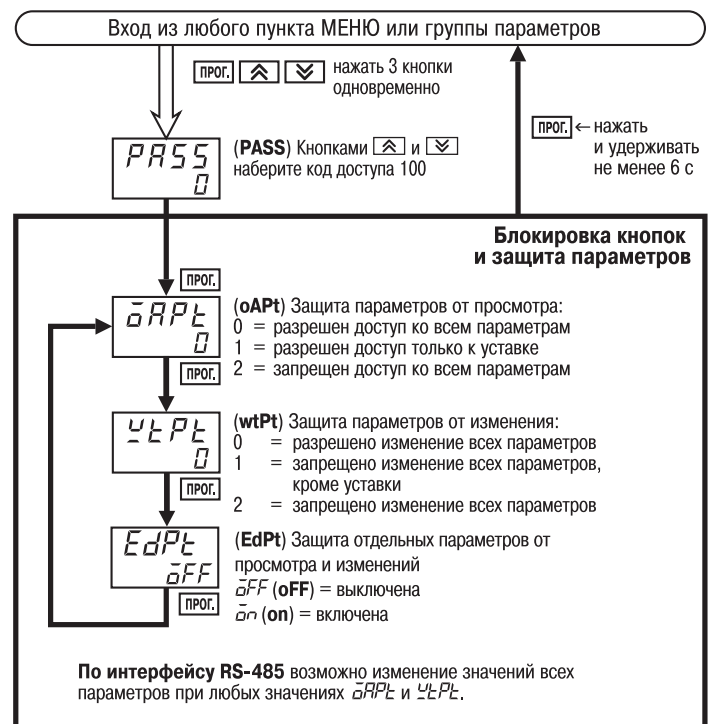 Вход из любого пункта МЕНЮ или группы параметров
ПРОГ. нажать 3 кнопки
одновременно
ПРОГ. ← нажать
и удерживать
не менее 6 с
PASS
0
(PASS) Кнопками и
наберите код доступа 100
Блокировка кнопок
и защита параметров
ПРОГ.
oAPt
0
(oAPt) Защита параметров от просмотра:
0 = разрешен доступ ко всем параметрам
1 = разрешен доступ только к уставке
2 = запрещен доступ ко всем параметрам
ПРОГ.
wtPt
0
(wtPt) Защита параметров от изменения:
0 = разрешено изменение всех параметров
1 = запрещено изменение всех параметров,
кроме уставки
2 = запрещено изменение всех параметров
ПРОГ.
EdPt
oFF
(EdPt) Защита отдельных параметров от
просмотра и изменений
oFF (oFF) = выключена
on (on) = включена
ПРОГ.
По интерфейсу RS-485 возможно изменение значений всех
параметров при любых значениях oAPt и wtPt.